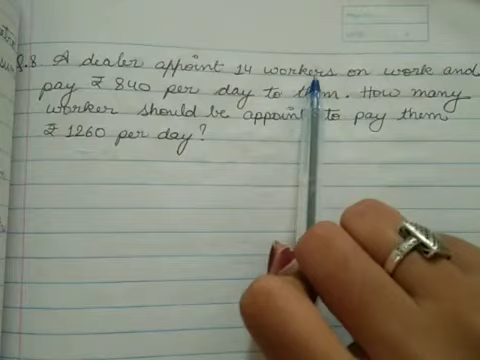 Q.8. A dealer appoint 14 workers on work and
pay ₹ 840 per day to them. How many
worker should be appoint to pay them
₹ 1260 per day?